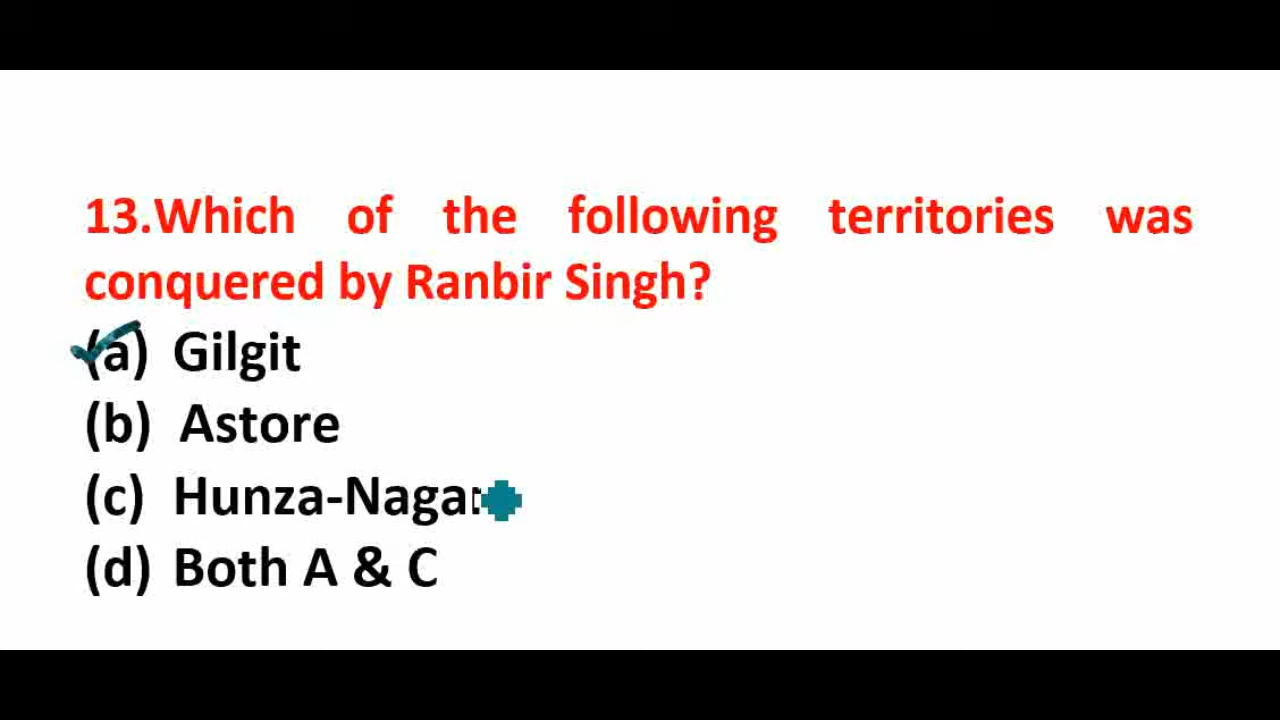 13.Which of the following territories was
conquered by Ranbir Singh?
(a) Gilgit
(b) Astore
(c) Hunza-Nagar
(d) Both A & C